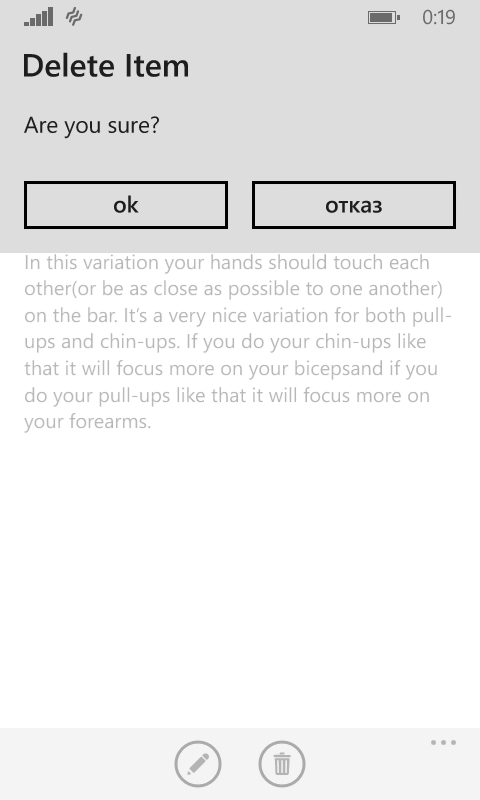 0:19
Delete Item
Are you sure?
ok
отказ
In this variation your hands should touch each
other(or be as close as possible to one another)
on the bar. It's a very nice variation for both pull-
ups and chin-ups. If you do your chin-ups like
that it will focus more on your bicepsand if you
do your pull-ups like that it will focus more on
your forearms.